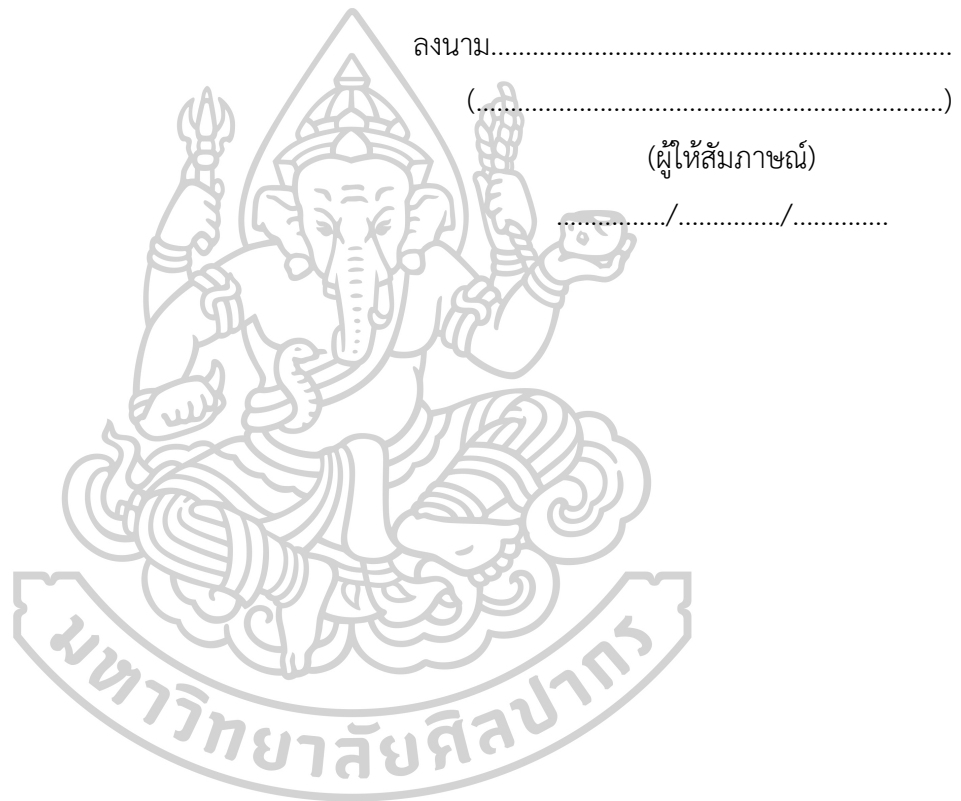 ลงนาม...................................................................
(....................................................................)
(ผู้ให้สัมภาษณ์)
................/.............../..............
มหาวิทยาลัยศิลปากร